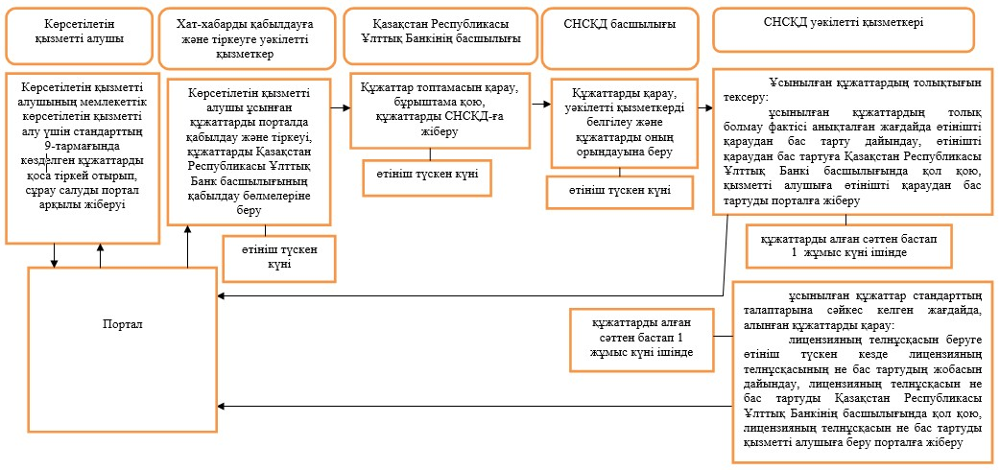 Көрсетілетін
қызметті алушы
Хат-хабарды қабылдауға
және тіркеуге уәкілетті
қызметкер
Қазақстан Республикасы
Ұлттық Банкінің басшылығы
СНСҚД басшылығы
СНСҚД уәкілетті қызметкері
Көрсетілетін қызметті
алушының мемлекеттік
көрсетілетін қызметті
алу үшін стандарттың
9-тармағында
көзделген құжаттарды
қоса тіркей отырып,
сұрау салуды портал
арқылы жіберуі
Көрсетілетін қызметті
алушы ұсынған
құжаттарды порталда
қабылдау және тіркеуі,
құжаттарды Қазақстан
Республикасы Ұлттық
Банк басшылығының
қабылдау бөлмелеріне
беру
өтініш түскен
күні
Құжаттар топтамасын қарау,
бұрыштама қою,
құжаттарды СНСҚД-ға
жіберу
өтініш түскен күні
Құжаттарды қарау,
уәкілетті қызметкерді
белгілеу және
құжаттарды оның
орындауына беру
өтініш түскен күні
Ұсынылған құжаттардың толықтығын
тексеру:
ұсынылған құжаттардың толық
болмау фактісі анықталған жағдайда өтінішті
қараудан бас тарту дайындау, өтінішті
қараудан бас тартуға Қазақстан Республикасы
Ұлттық Банкі басшылығында қол қою,
қызметті алушыға өтінішті қараудан бас
тартуды порталға жіберу
құжаттарды алған сәттен бастап
1 жұмыс күні ішінде
Портал
құжаттарды алған
сәттен бастап 1
жұмыс күні ішінде
ұсынылған құжаттар стандарттың
талаптарына сәйкес келген жағдайда,
алынған құжаттарды қарау:
лицензияның телнұсқасын беруге
өтініш түскен кезде лицензияның
телнұсқасының не бас тартудың жобасын
дайындау, лицензияның телнұсқасын не
бас тартуды Қазақстан Республикасы
Ұлттық Банкінің басшылығында қол қою,
лицензияның телнұсқасын не бас тартуды
қызметті алушыға беру порталға жіберу